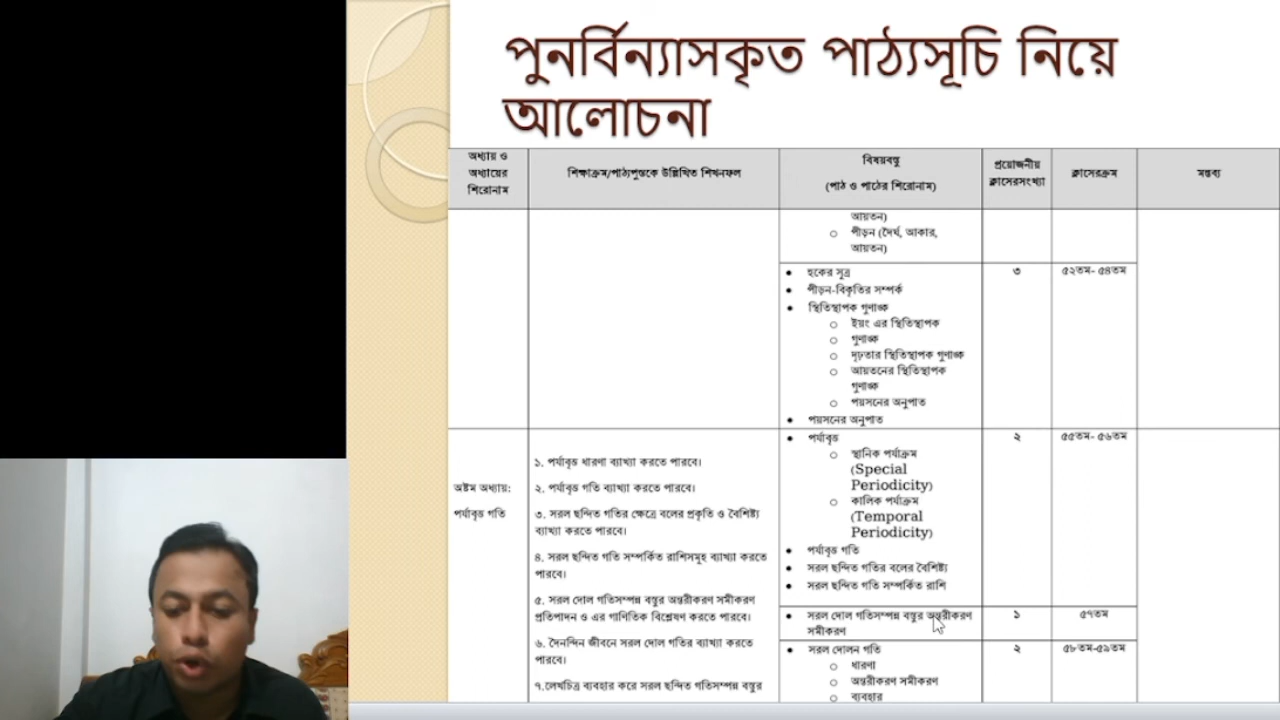 পুনর্বিন্যাসকৃত পাঠ্যসূচি নিয়ে
আলোচনা
অধ্যায় ও
অধ্যায়ের
শিরোনাম
শিক্ষাক্রম/পাঠ্যপুস্তকে উল্লিখিত শিখনফল
বিষয়বস্তু
(পাঠ ও পাঠের শিরোনাম)
প্রয়োজনীয়
ক্লাসেরসংখ্যা
ক্লাসেরক্রম
মন্তব্য
আয়তন)
পীড়ন (দৈর্ঘ, আকার,
আয়তন)
হুকের সূত্র
পীড়ন-বিকৃতির সম্পর্ক
স্থিতিস্থাপক গুণাঙ্ক
ইয়ং এর স্থিতিস্থাপক
গুণাঙ্ক
দৃঢ়তার স্থিতিস্থাপক গুণাঙ্ক
আয়তনের স্থিতিস্থাপক
গুণাঙ্ক
পয়সনের অনুপাত
পয়সনের অনুপাত
৩
৫২তম- ৫৪তম
অষ্টম অধ্যায়:
পর্যাবৃত্ত গতি
১. পর্যাবৃত্ত ধারণা ব্যাখ্যা করতে পারবে।
২. পর্যাবৃত্ত গতি ব্যাখ্যা করতে পারবে।
৩. সরল ছন্দিত গতির ক্ষেত্রে বলের প্রকৃতি ও বৈশিষ্ট্য
ব্যাখ্যা করতে পারবে।
৪. সরল ছন্দিত গতি সম্পর্কিত রাশিসমূহ ব্যাখ্যা করতে
পারবে।
৫. সরল দোল গতিসম্পন্ন বস্তুর অন্তরীকরণ সমীকরণ
প্রতিপাদন ও এর গাণিতিক বিশ্লেষণ করতে পারবে।
৬. দৈনন্দিন জীবনে সরল দোল গতির ব্যাখ্যা করতে
পারবে।
৭.লেখচিত্র ব্যবহার করে সরল ছন্দিত গতিসম্পন্ন বস্তুর
পর্যাবৃত্ত
স্থানিক পর্যাক্রম
(Special
Periodicity)
কালিক পর্যাক্রম
(Temporal
Periodicity)
পর্যাবৃত্ত গতি
সরল ছন্দিত গতির বলের বৈশিষ্ট্য
সরল ছন্দিত গতি সম্পর্কিত রাশি
২
৫৫তম- ৫৬তম
সরল দোল গতিসম্পন্ন বস্তুর অন্তরীকরণ
সমীকরণ
১
৫৭তম
সরল দোলন গতি
ধারণা
অন্তরীকরণ সমীকরণ
ব্যবহার
২
৫৮তম-৫৯তম